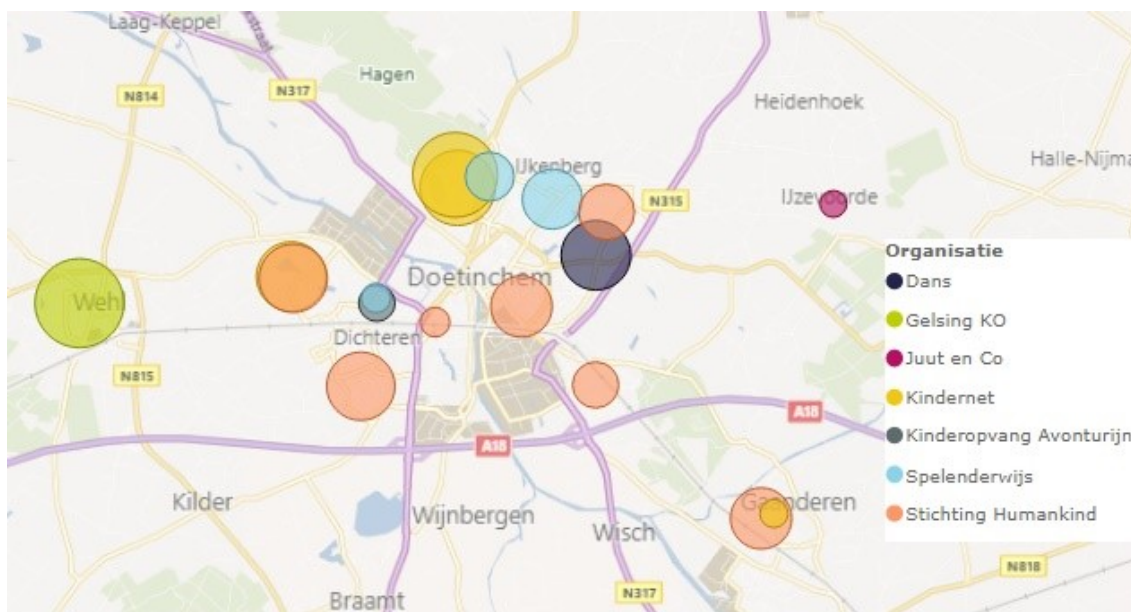 Laag-Keppel
Hagen
N814
N317
Heidenhoek
Halle-Nijma
IJkenberg
N315
IJzevoorde
Organisatie
Dans
Gelsing KO
Juut en Co
Kindernet
Kinderopvang Avonturijn
Spelenderwijs
Stichting Humankind
Wehl
Doetinchem
Dichteren
N815
A18
A18
Kilder
Wijnbergen
Wisch
Gaanderen
Braamt
N317
N818